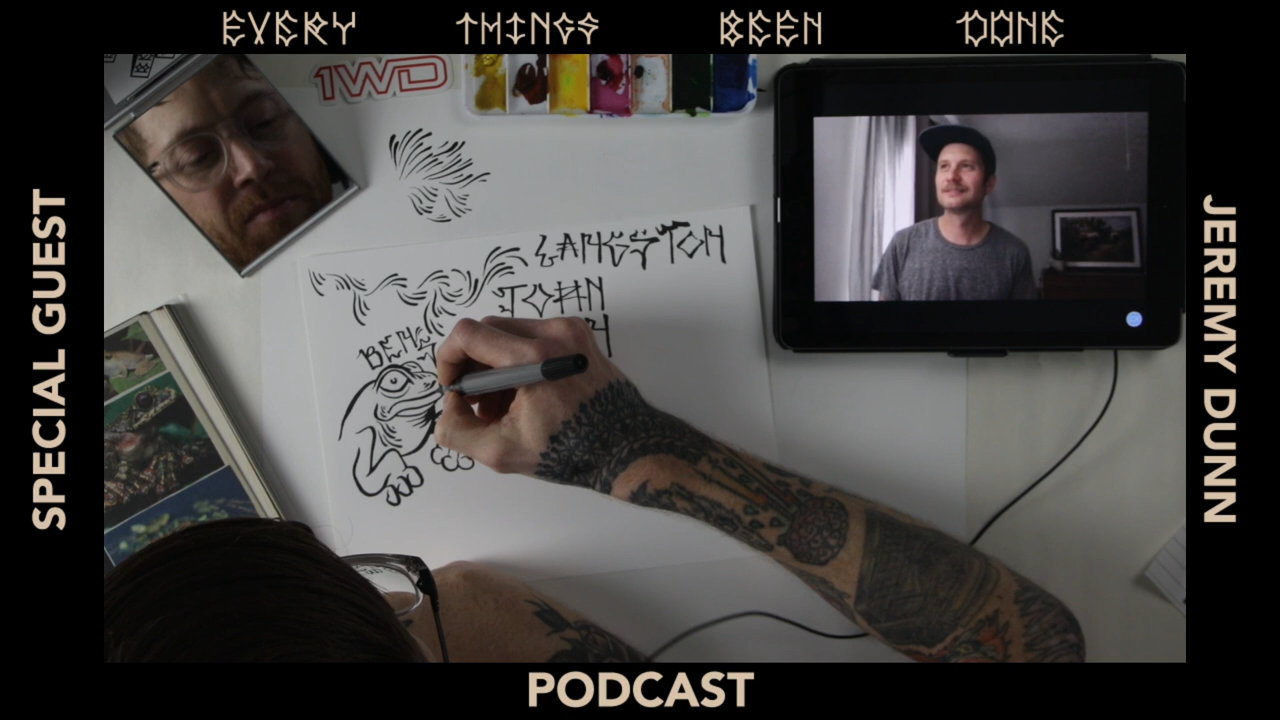 EVERY THINGS BEEN DONE
SPECIAL GUEST
JEREMY DUNN
1WD
LANGSTON
JOHN
PODCAST